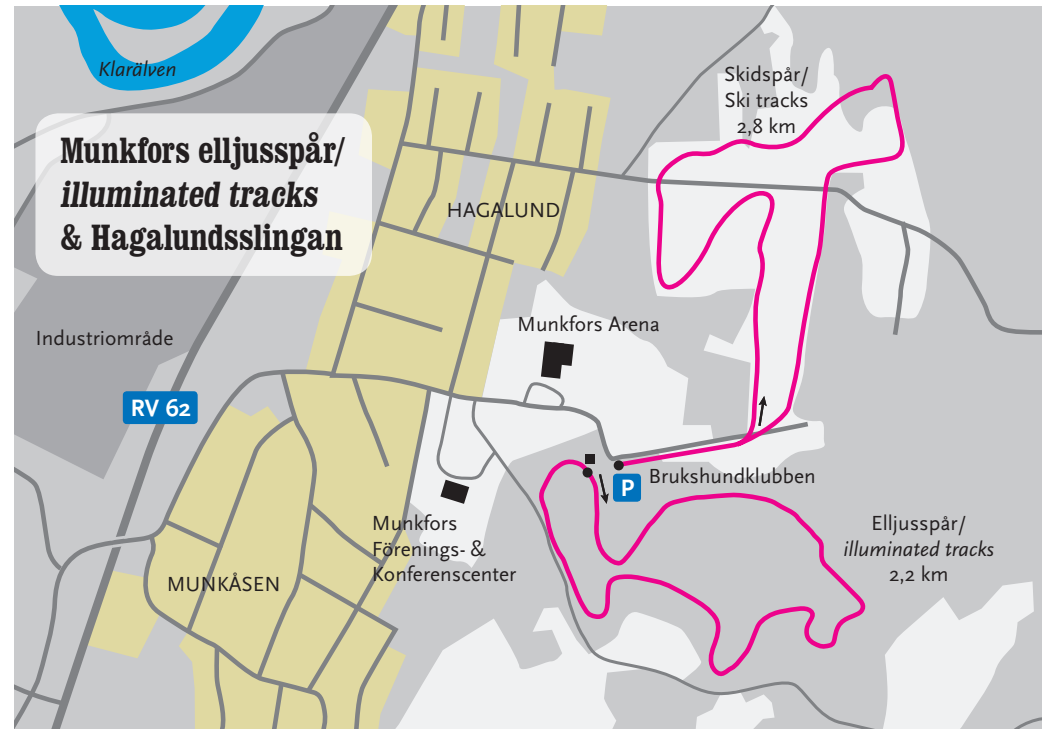 Klarälven
Munkfors elljusspår/
illuminated tracks
& Hagalundsslingan
Skidspår/
Ski tracks
2,8 km
HAGALUND
Munkfors Arena
Industriområde
RV 62
P
Brukshundklubben
Munkfors
Förenings- &
Konferenscenter
Elljusspår/
illuminated tracks
2,2 km
MUNKÅSEN